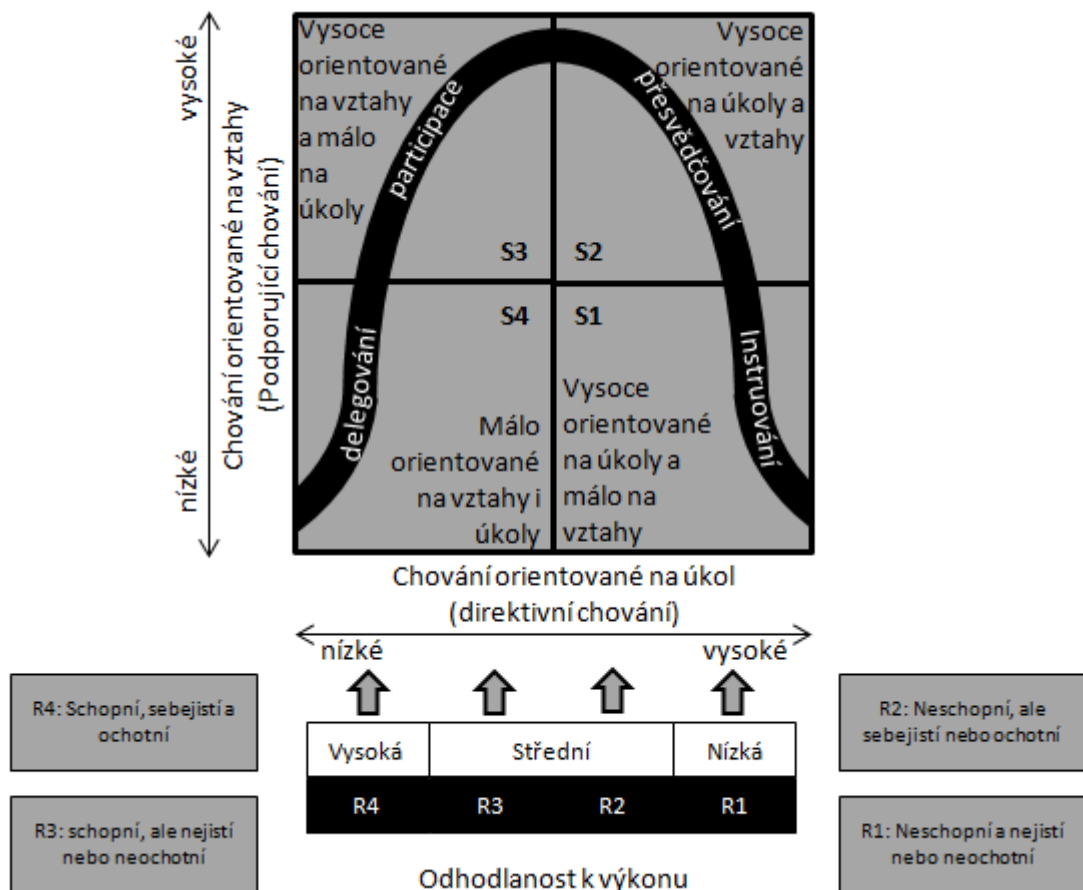 vysoké
Chování orientované na vztahy
(Podporující chování)
nízké
Vysoce
orientované
na vztahy
a málo
na
úkoly
participace
S3
Vysoce
orientované
na úkoly a
vztahy
přesvědčování
S2
S4
delegování
Málo
orientované
na vztahy i
úkoly
S1
Instruování
Vysoce
orientované
na úkoly a
málo na
vztahy
Chování orientované na úkol
(direktivní chování)
nízké
vysoké
R4: Schopní, sebejistí a
ochotní
R3: schopní, ale nejistí
nebo neochotní
Vysoká
Střední
Nízká
R4
R3
R2
R1
Odhodlanost k výkonu
R2: Neschopní, ale
sebejistí nebo ochotní
R1: Neschopní a nejistí
nebo neochotní